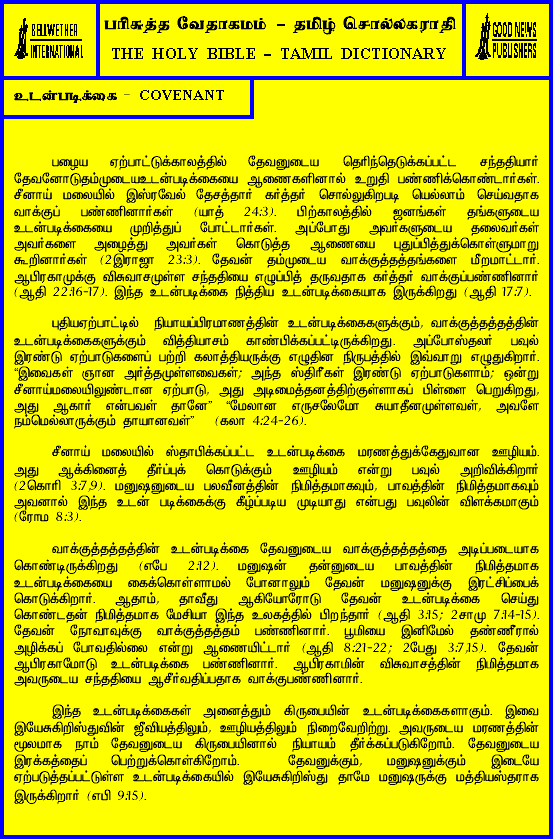 BELLWETHER
INTERNATIONAL
பரிசுத்த வேதாகமம் - தமிழ் சொல்லகராதி
THE HOLY BIBLE - TAMIL DICTIONARY
GOOD NEWS
PUBLISHERS
உடன்படிக்கை - COVENANT
பழைய ஏற்பாட்டுக்காலத்தில் தேவனுடைய தெரிந்தெடுக்கப்பட்ட சந்ததியார்
தேவனோடுதம்முடையஉடன்படிக்கையை ஆணைகளினால் உறுதி பண்ணிக்கொண்டார்கள்.
சீனாய் மலையில் இஸ்ரவேல் தேசத்தார் கர்த்தர் சொல்லுகிறபடி யெல்லாம் செய்வதாக
வாக்குப் பண்ணினார்கள் (யாத் 24:3). பிற்காலத்தில் ஜனங்கள் தங்களுடைய
உடன்படிக்கையை முறித்துப் போட்டார்கள். அப்போது அவர்களுடைய தலைவர்கள்
அவர்களை அழைத்து அவர்கள் கொடுத்த ஆணையை புதுப்பித்துக்கொள்ளுமாறு
கூறினார்கள் (2இராஜா 23:3). தேவன் தம்முடைய வாக்குத்தத்தங்களை மீறமாட்டார்.
ஆபிரகாமுக்கு விசுவாசமுள்ள சந்ததியை எழுப்பித் தருவதாக கர்த்தர் வாக்குப்பண்ணினார்
(ஆதி 22:16-17). இந்த உடன்படிக்கை நித்திய உடன்படிக்கையாக இருக்கிறது (ஆதி 17:7).
புதியஏற்பாட்டில் நியாயப்பிரமாணத்தின் உடன்படிக்கைகளுக்கும், வாக்குத்தத்தத்தின்
உடன்படிக்கைகளுக்கும் வித்தியாசம் காண்பிக்கப்பட்டிருக்கிறது. அப்போஸ்தலர் பவுல்
இரண்டு ஏற்பாடுகளைப் பற்றி கலாத்தியருக்கு எழுதின நிருபத்தில் இவ்வாறு எழுதுகிறார்.
"இவைகள் ஞான அர்த்தமுள்ளவைகள்; அந்த ஸ்திரீகள் இரண்டு ஏற்பாடுகளாம்; ஒன்று
சீனாய்மலையிலுண்டான ஏற்பாடு, அது அடிமைத்தனத்திற்குள்ளாகப் பிள்ளை பெறுகிறது,
அது ஆகார் என்பவள் தானே" "மேலான எருசலேமோ சுயாதீனமுள்ளவள், அவளே
நம்மெல்லாருக்கும் தாயானவள்" (கலா 4:24-26).
சீனாய் மலையில் ஸ்தாபிக்கப்பட்ட உடன்படிக்கை மரணத்துக்கேதுவான ஊழியம்.
அது ஆக்கினைத் தீர்ப்புக் கொடுக்கும் ஊழியம் என்று பவுல் அறிவிக்கிறார்
(2கொரி 3:7,9). மனுஷனுடைய பலவீனத்தின் நிமித்தமாகவும், பாவத்தின் நிமித்தமாகவும்
அவனால் இந்த உடன் படிக்கைக்கு கீழ்ப்படிய முடியாது என்பது பவுலின் விளக்கமாகும்
(ரோம 8:3).
வாக்குத்தத்தத்தின் உடன்படிக்கை தேவனுடைய வாக்குத்தத்தத்தை அடிப்படையாக
கொண்டிருக்கிறது (எபே 2:12). மனுஷன் தன்னுடைய பாவத்தின் நிமித்தமாக
உடன்படிக்கையை கைக்கொள்ளாமல் போனாலும் தேவன் மனுஷனுக்கு இரட்சிப்பைக்
கொடுக்கிறார். ஆதாம், தாவீது ஆகியோரோடு தேவன் உடன்படிக்கை செய்து
கொண்டதன் நிமித்தமாக மேசியா இந்த உலகத்தில் பிறந்தார் (ஆதி 3:15; 2சாமு 7:14-15).
தேவன் நோவாவுக்கு வாக்குத்தத்தம் பண்ணினார். பூமியை இனிமேல் தண்ணீரால்
அழிக்கப் போவதில்லை என்று ஆணையிட்டார் (ஆதி 8:21-22; 2பேது 3:7,15). தேவன்
ஆபிரகாமோடு உடன்படிக்கை பண்ணினார். ஆபிரகாமின் விசுவாசத்தின் நிமித்தமாக
அவருடைய சந்ததியை ஆசீர்வதிப்பதாக வாக்குபண்ணினார்.
இந்த உடன்படிக்கைகள் அனைத்தும் கிருபையின் உடன்படிக்கைகளாகும். இவை
இயேசுகிறிஸ்துவின் ஜீவியத்திலும், ஊழியத்திலும் நிறைவேறிற்று. அவருடைய மரணத்தின்
மூலமாக நாம் தேவனுடைய கிருபையினால் நியாயம் தீர்க்கப்படுகிறோம். தேவனுடைய
இரக்கத்தைப் பெற்றுக்கொள்கிறோம். தேவனுக்கும், மனுஷனுக்கும் இடையே
ஏற்படுத்தப்பட்டுள்ள உடன்படிக்கையில் இயேசுகிறிஸ்து தாமே மனுஷருக்கு மத்தியஸ்தராக
இருக்கிறார் (எபி 9:15).